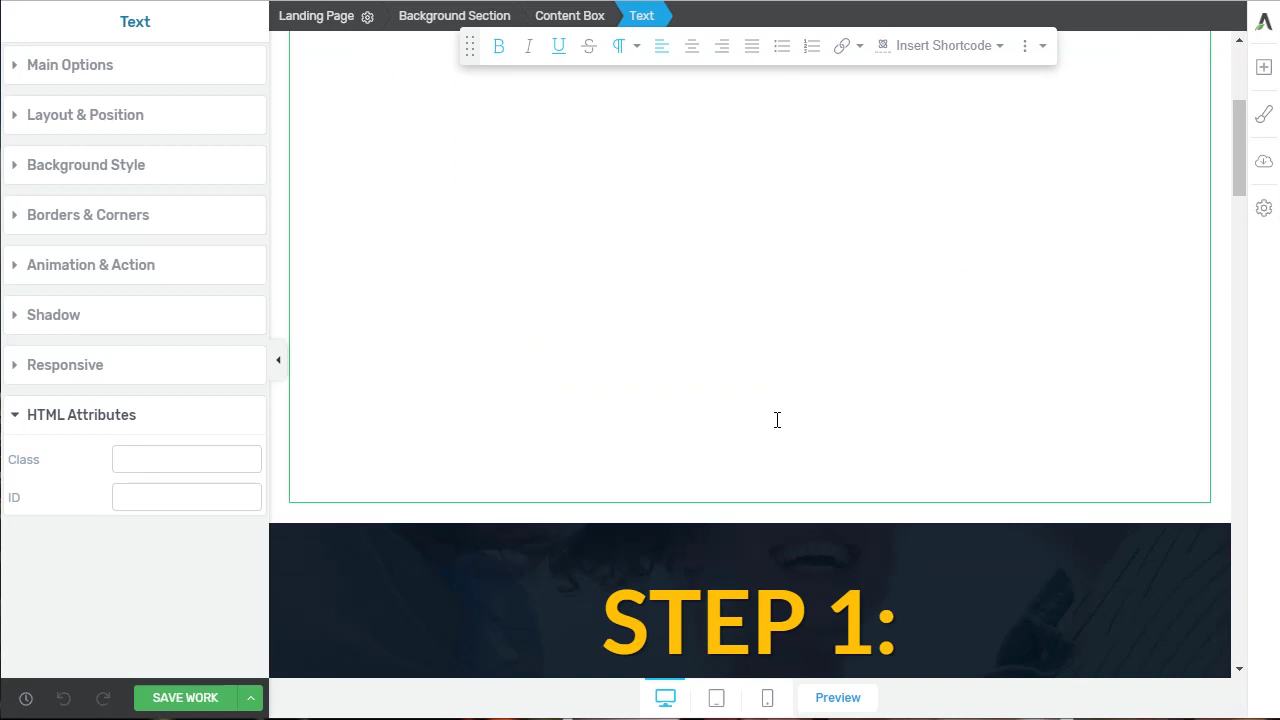 Text
Landing Page
Background Section
Content Box
Text
B I U S ¶
Insert Shortcode
Main Options
Layout & Position
Background Style
Borders & Corners
Animation & Action
Shadow
Responsive
HTML Attributes
Class
ID
STEP 1:
SAVE WORK
Preview